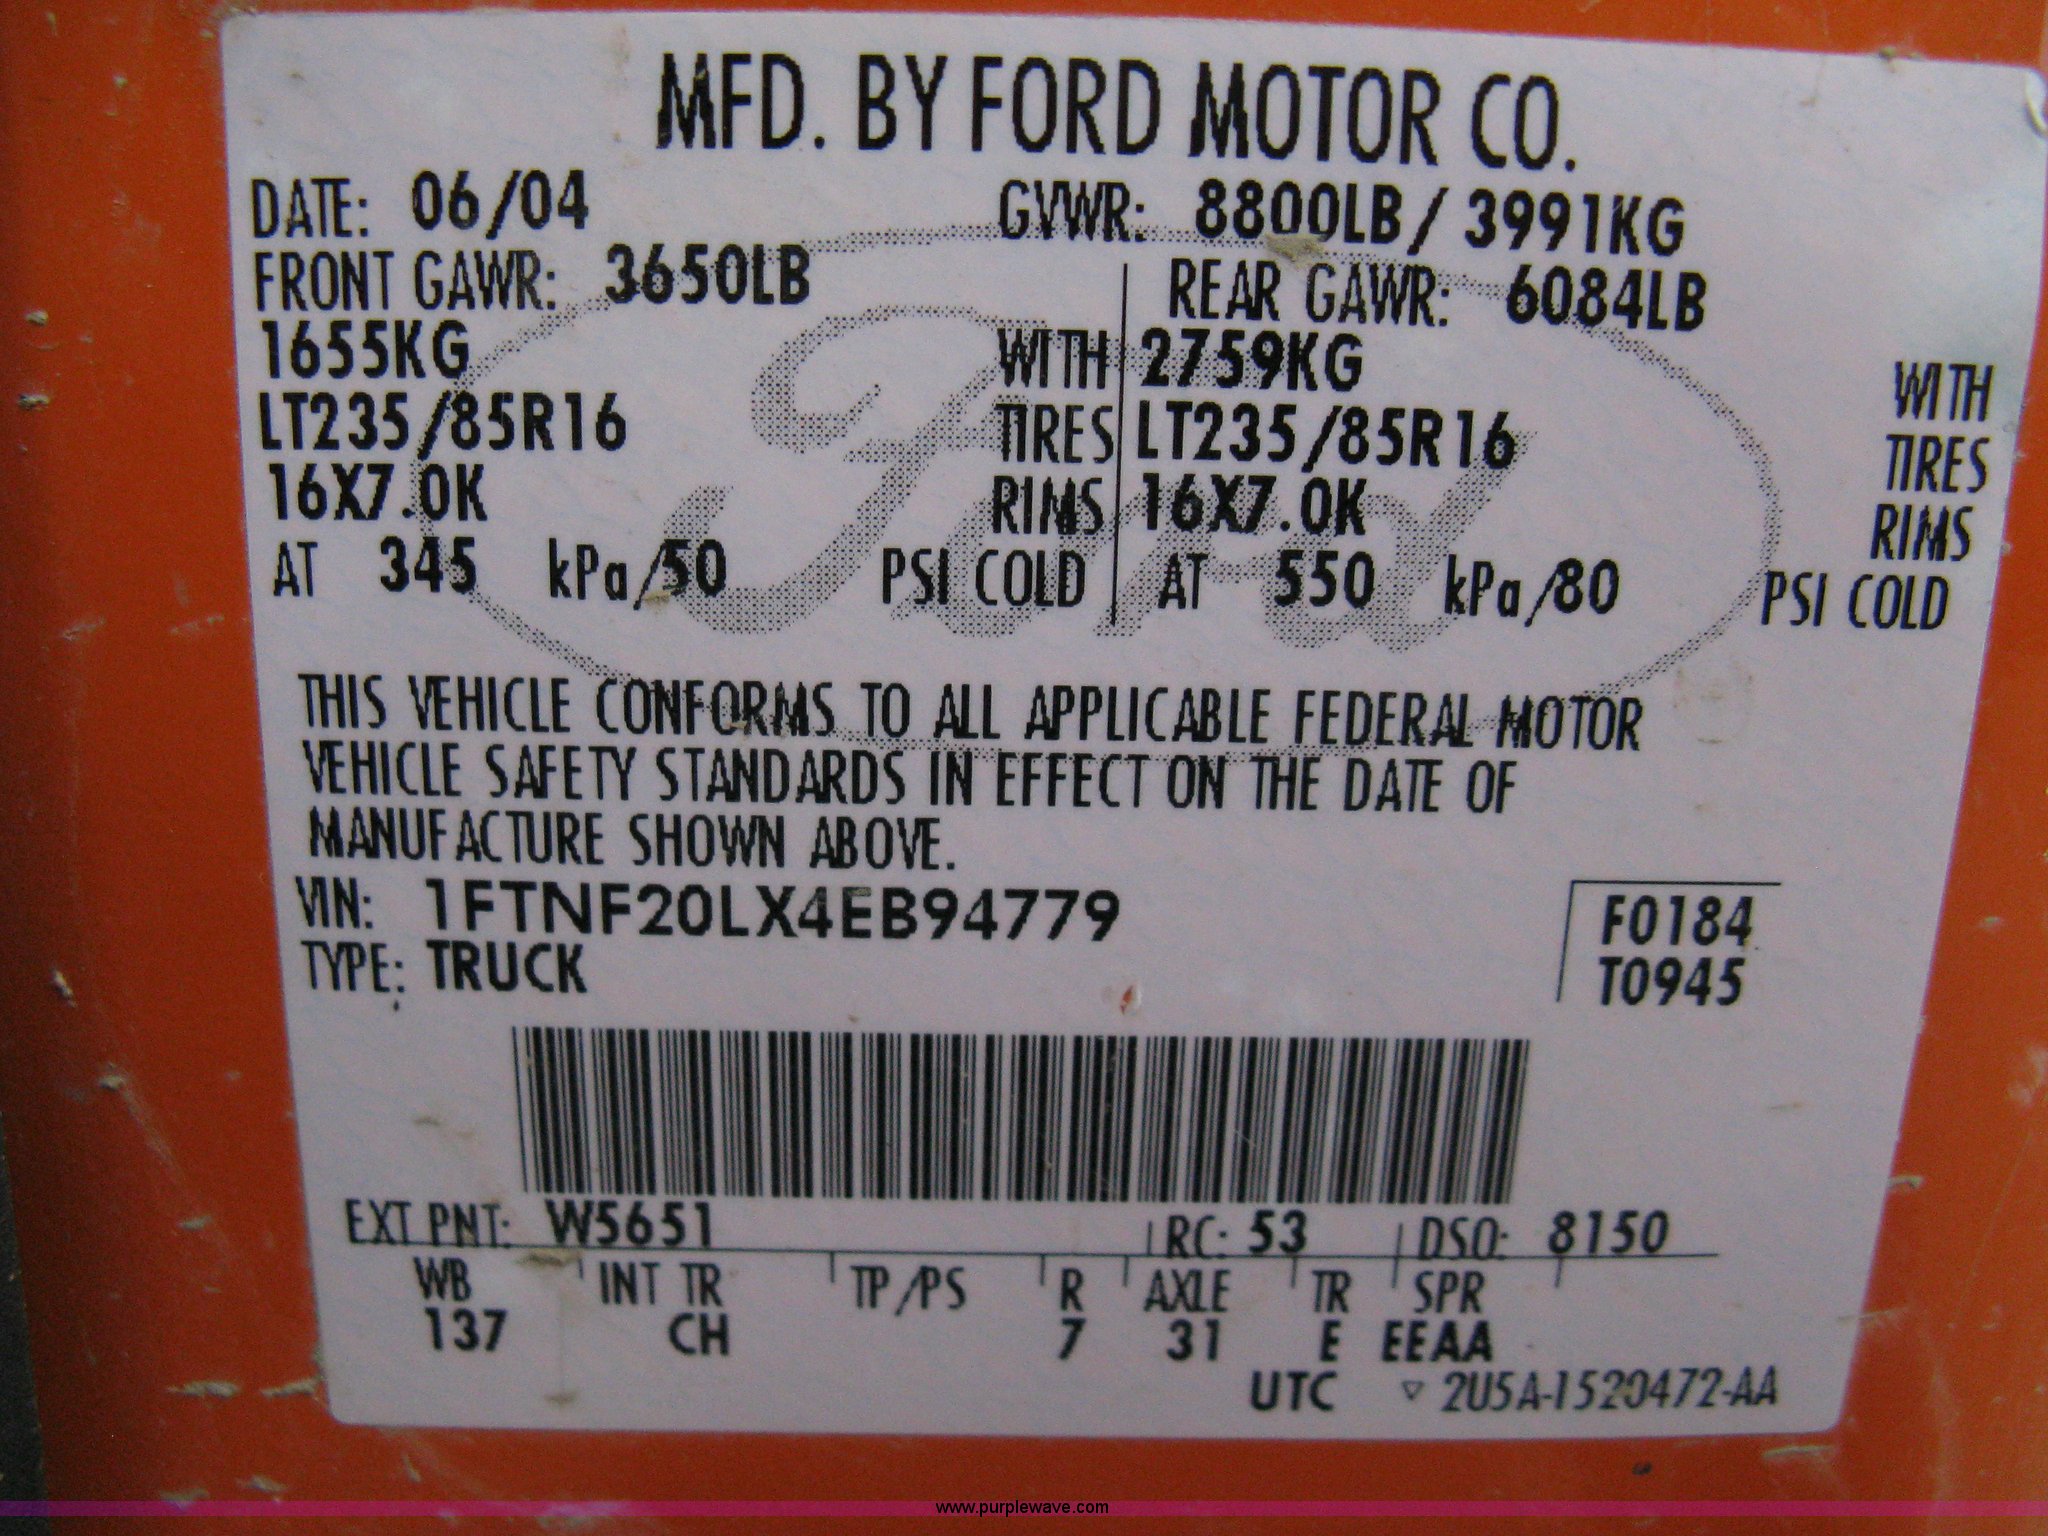 MFD. BY FORD MOTOR CO.
DATE: 06/04 GVWR: 8800LB/3991KG
FRONT GAWR: 3650LB REAR GAWR: 6084LB
1655KG WITH 2759KG WITH
LT235/85R16 TIRES LT235/85R16 TIRES
16X7.0K RIMS 16X7.0K RIMS
AT 345 kPa/50 PSI COLD AT 550 kPa/80 PSI COLD
Ford
THIS VEHICLE CONFORMS TO ALL APPLICABLE FEDERAL MOTOR
VEHICLE SAFETY STANDARDS IN EFFECT ON THE DATE OF
MANUFACTURE SHOWN ABOVE.
VIN: 1FTNF20LX4EB94779 F0184
TYPE: TRUCK T0945
EXT PNT: W5651 RC: 53 DSO: 8150
WB INT TR TP/PS R AXLE TR SPR
137 CH 7 31 E EEAA
UTC ▽ 2U5A-1520472-AA
www.purplewave.com